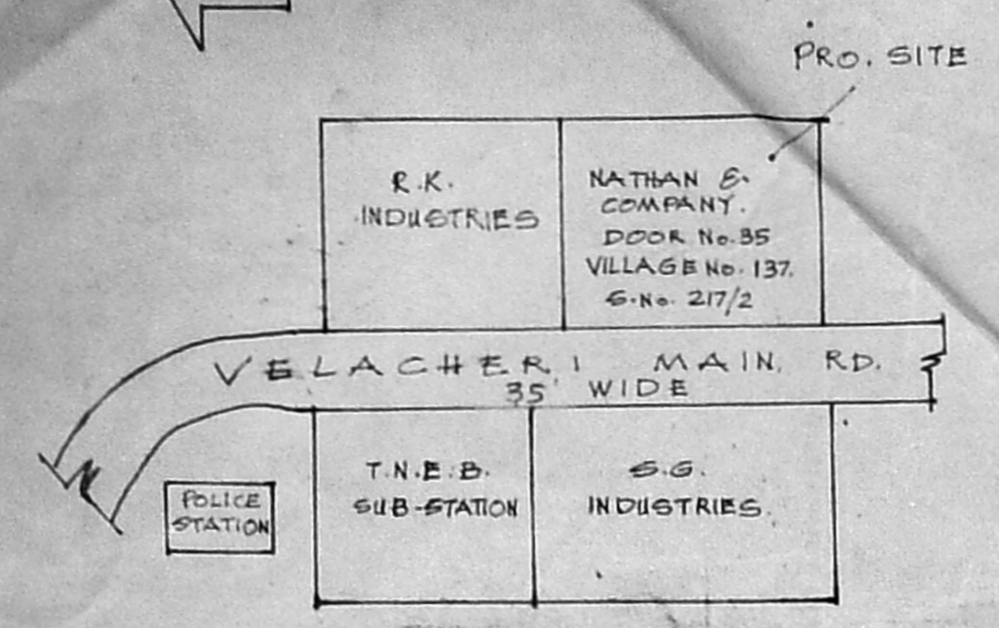 PRO. SITE
R.K.
INDUSTRIES
NATHAN &
COMPANY.
DOOR No. 35
VILLAGE No. 137.
S.No. 217/2
VELACHERI MAIN RD.
35' WIDE
T.N.E.B.
SUB-STATION
S.G.
INDUSTRIES.
POLICE
STATION